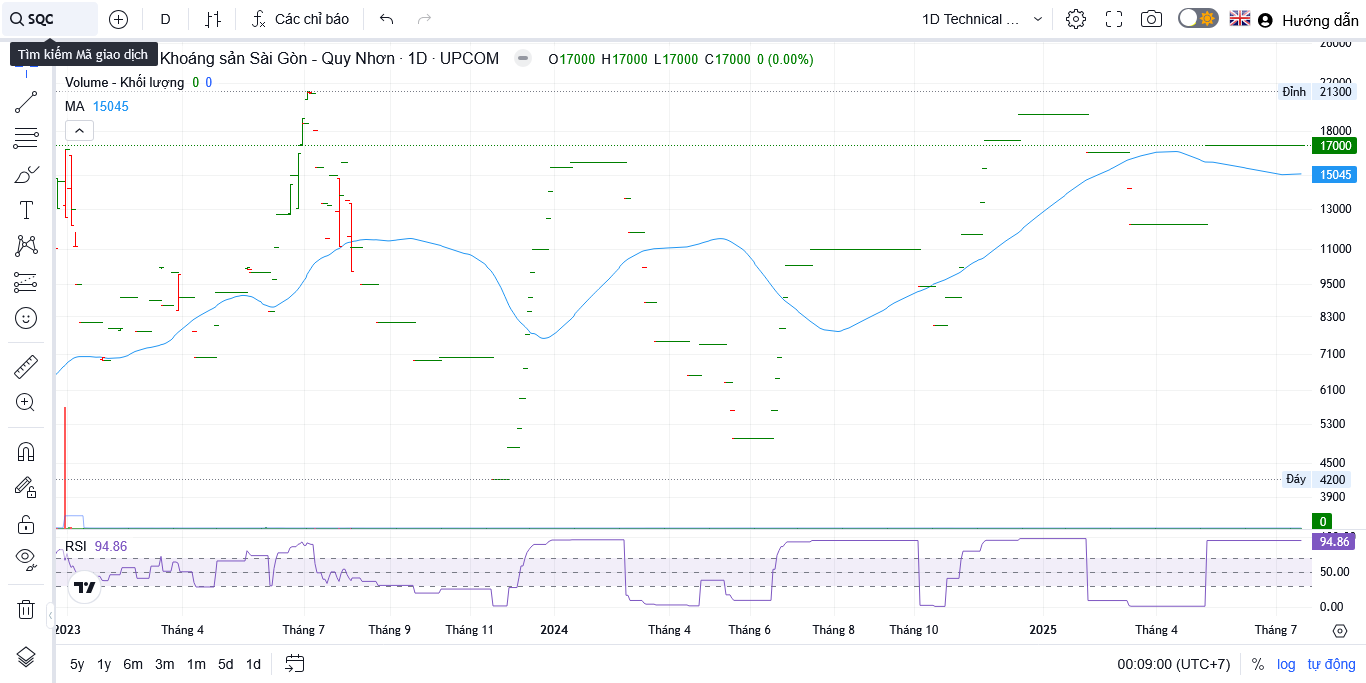 SQC
D
Các chỉ báo
1D Technical ...
Hướng dẫn
Tìm kiếm Mã giao dịch
Khoáng sản Sài Gòn - Quy Nhơn · 1D · UPCOM
O17000 H17000 L17000 C17000 0 (0.00%)
Volume - Khối lượng 0 0
MA 15045
26000
22000
Đỉnh 21300
18000
17000
15045
13000
11000
9500
8300
7100
6100
5300
4500
Đáy 4200
3900
0
RSI 94.86
94.86
50.00
0.00
2023 Tháng 4 Tháng 7 Tháng 9 Tháng 11 2024 Tháng 4 Tháng 6 Tháng 8 Tháng 10 2025 Tháng 4 Tháng 7
5y 1y 6m 3m 1m 5d 1d
00:09:00 (UTC+7) % log tự động